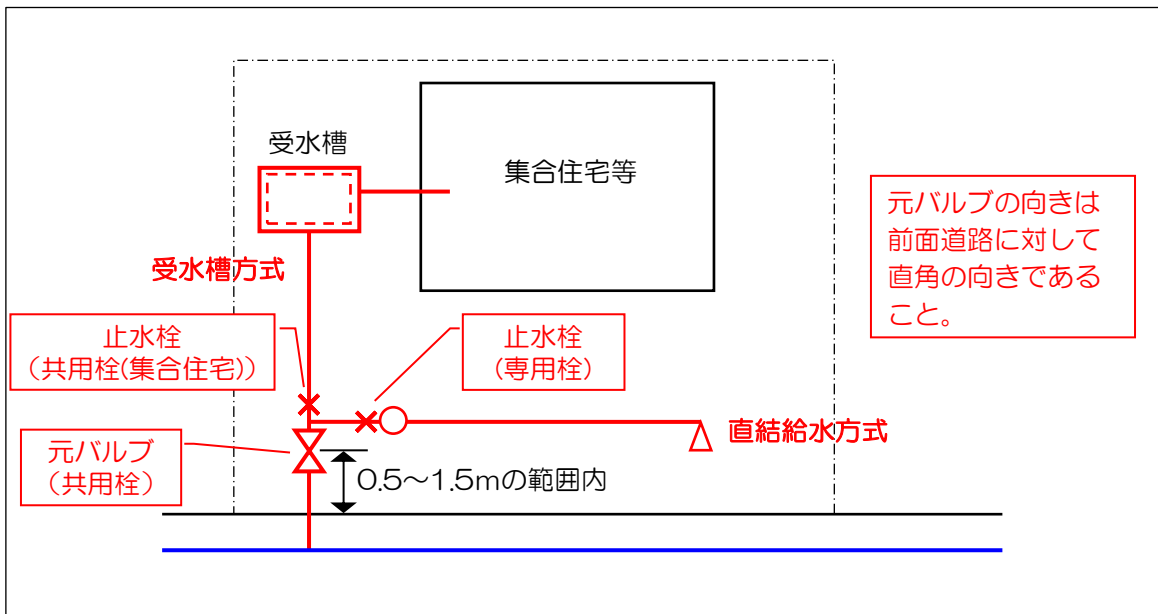 受水槽
集合住宅等
元バルブの向きは
前面道路に対して
直角の向きである
こと。
受水槽方式
止水栓
(共用栓(集合住宅))
止水栓
(専用栓)
直結給水方式
元バルブ
(共用栓)
0.5~1.5mの範囲内